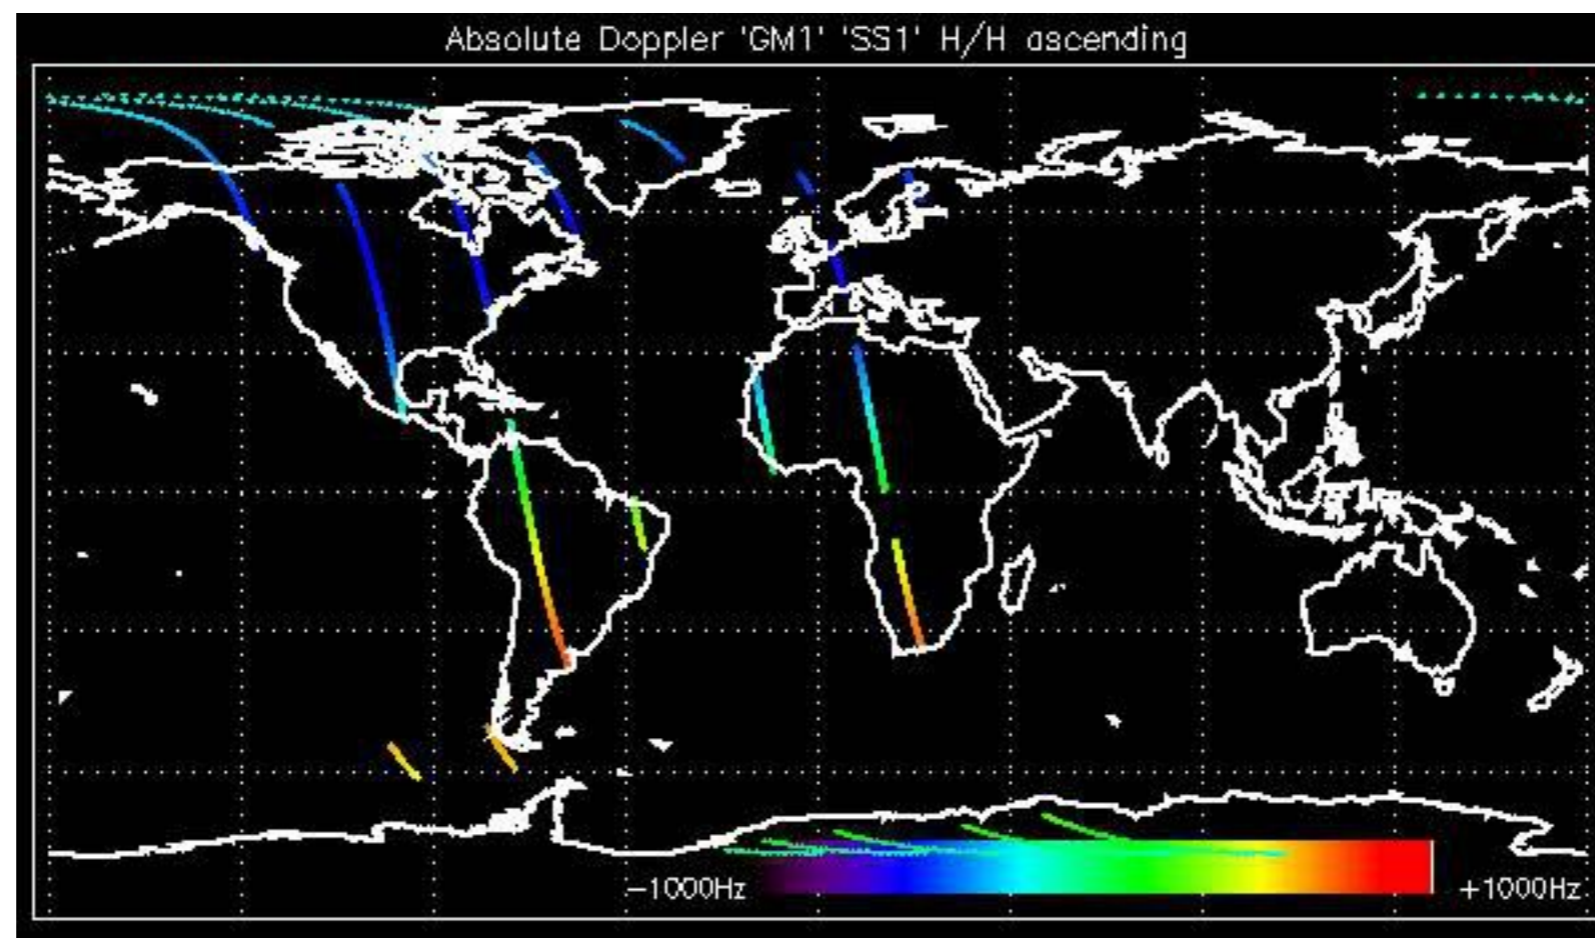 Absolute Doppler 'GM1' 'SS1' H/H ascending
−1000Hz
+1000Hz